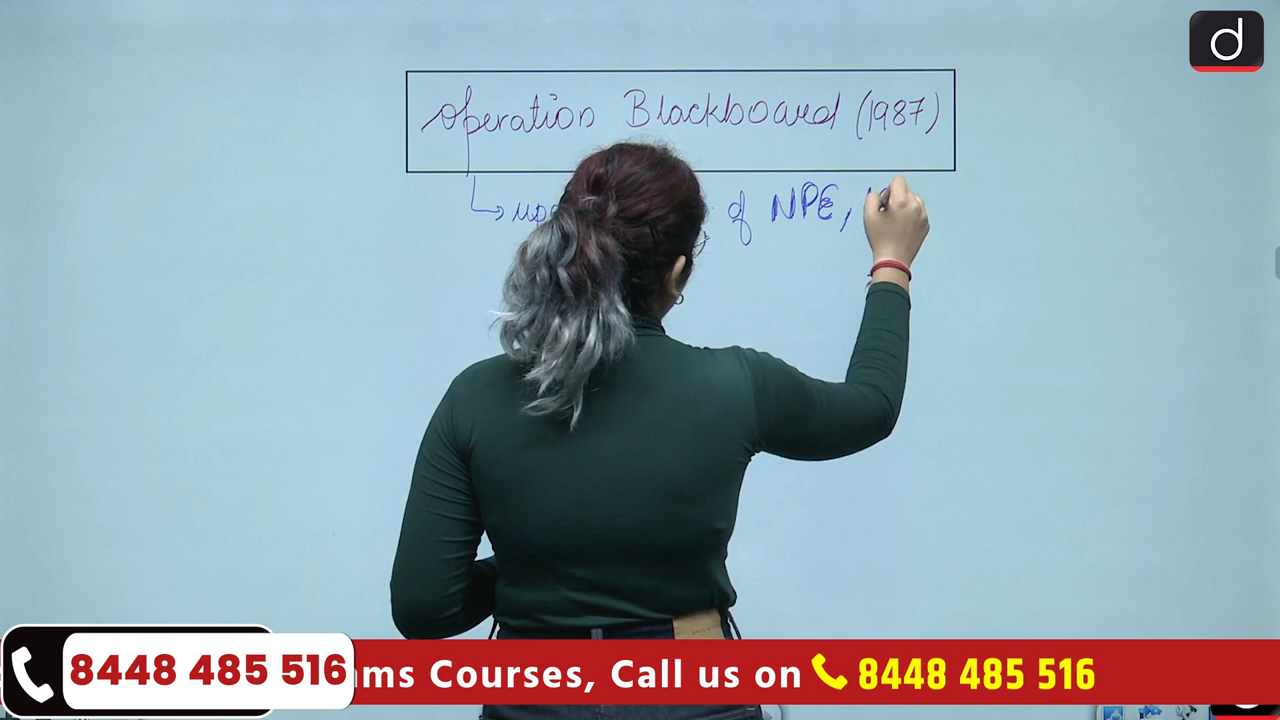 d
Operation Blackboard (1987)
of NPE,
8448 485 516
ms Courses, Call us on 8448 485 516